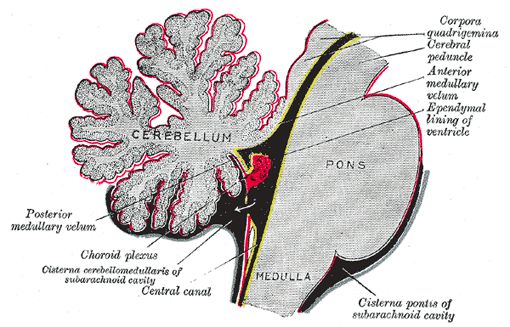 Corpora
quadrigemina
Cerebral
peduncle
Anterior
medullary
velum
Ependymal
lining of
ventricle
CEREBELLUM
PONS
Posterior
medullary velum
Choroid plexus
Cisterna cerebellomedullaris of
subarachnoid cavity
Central canal
MEDULLA
Cisterna pontis of
subarachnoid cavity